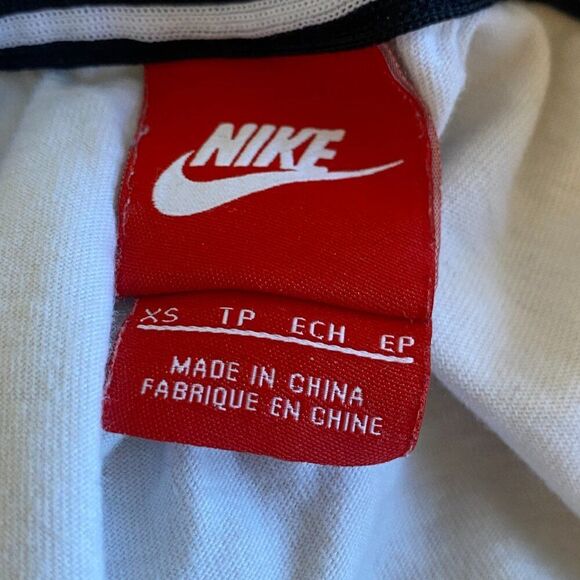 NIKE
XS TP ECH EP
MADE IN CHINA
FABRIQUE EN CHINE